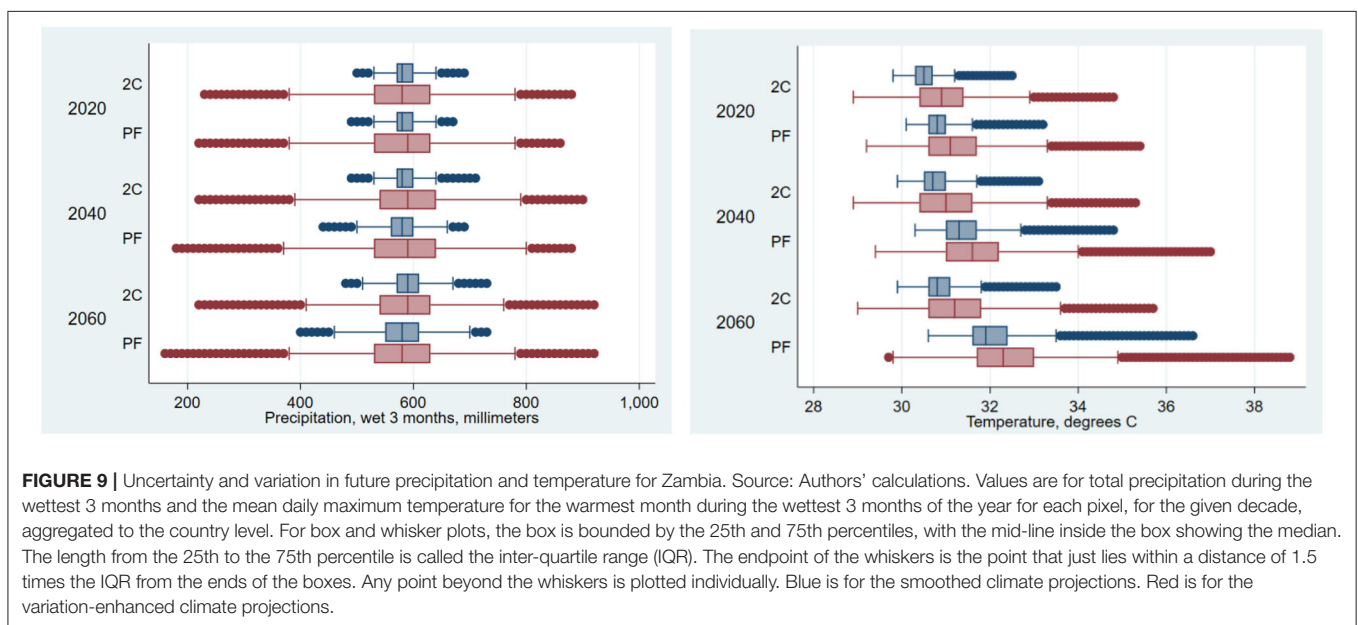 2C
2020
PF
2C
2040
PF
2C
2060
PF
200 400 600 800 1,000
Precipitation, wet 3 months, millimeters
2C
2020
PF
2C
2040
PF
2C
2060
PF
28 30 32 34 36 38
Temperature, degrees C
FIGURE 9 | Uncertainty and variation in future precipitation and temperature for Zambia. Source: Authors' calculations. Values are for total precipitation during the
wettest 3 months and the mean daily maximum temperature for the warmest month during the wettest 3 months of the year for each pixel, for the given decade,
aggregated to the country level. For box and whisker plots, the box is bounded by the 25th and 75th percentiles, with the mid-line inside the box showing the median.
The length from the 25th to the 75th percentile is called the inter-quartile range (IQR). The endpoint of the whiskers is the point that just lies within a distance of 1.5
times the IQR from the ends of the boxes. Any point beyond the whiskers is plotted individually. Blue is for the smoothed climate projections. Red is for the
variation-enhanced climate projections.